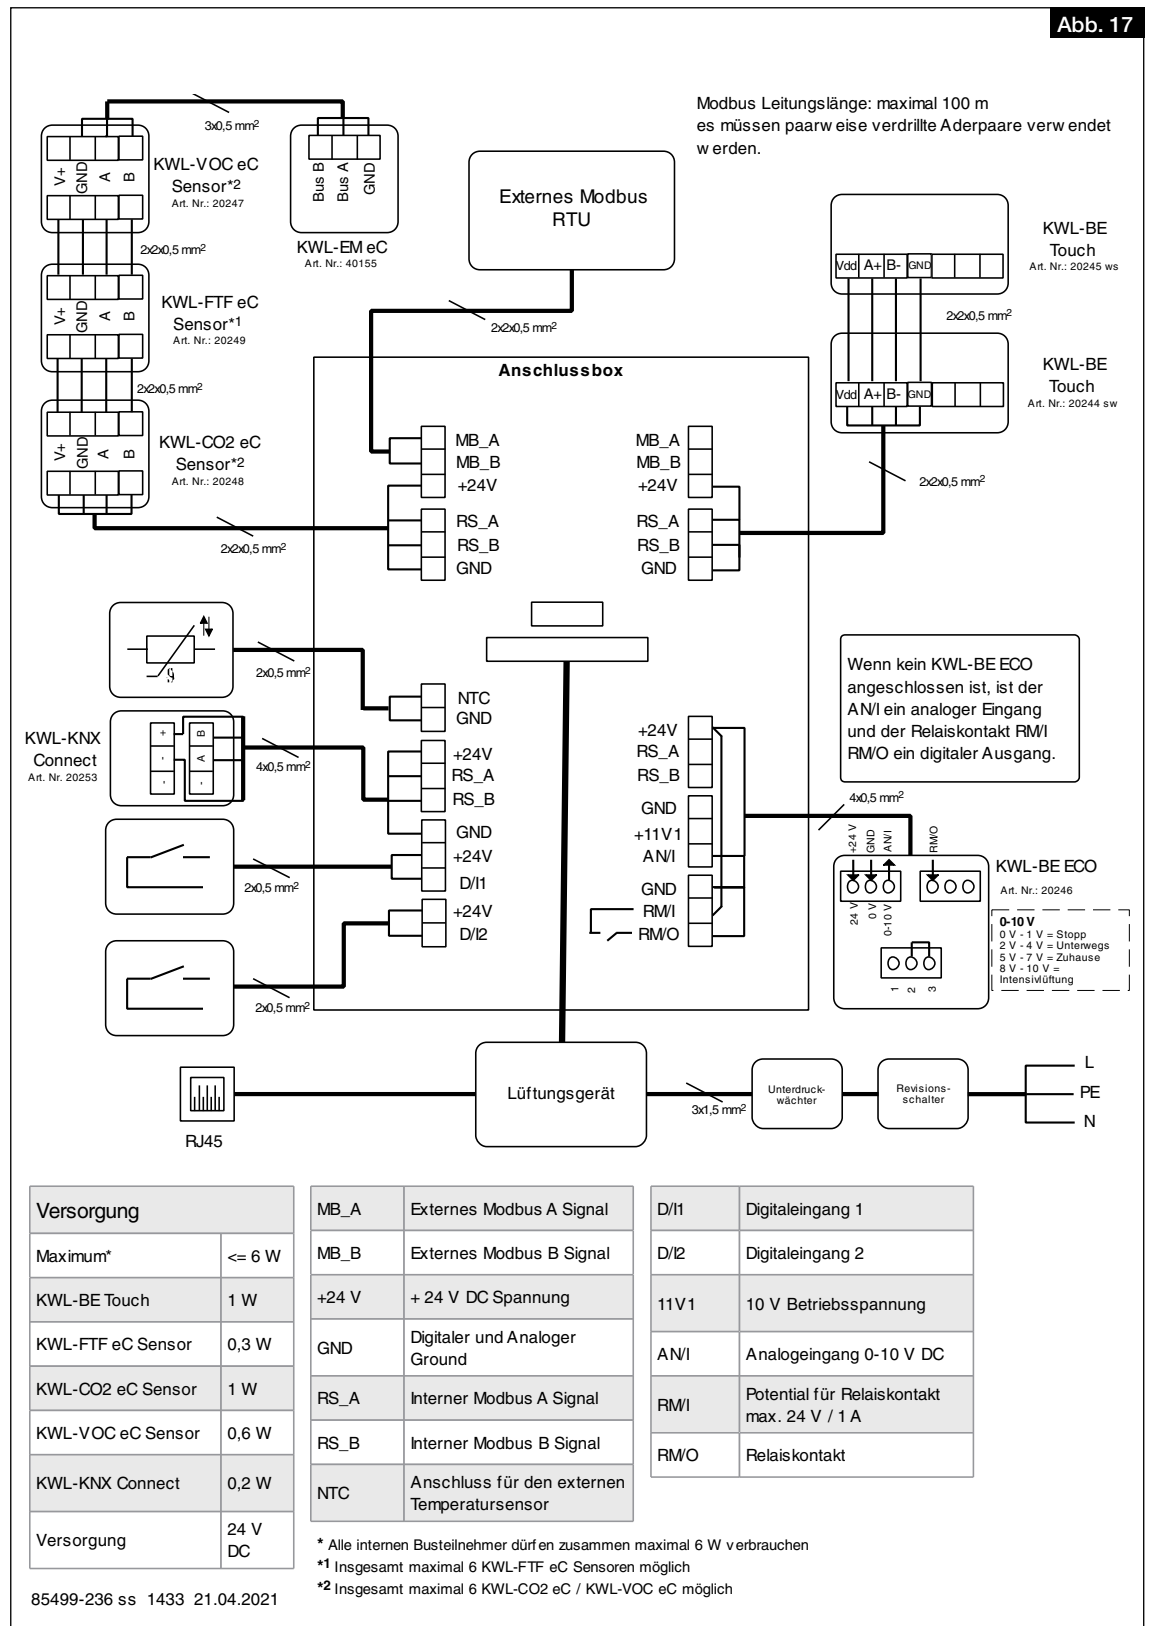 Abb. 17
Modbus Leitungslänge: maximal 100 m
es müssen paarweise verdrillte Aderpaare verwendet
werden.
3x0,5 mm²
V+
GND
A
B
KWL-VOC eC
Sensor*2
Art. Nr.: 20247
Bus B
Bus A
GND
KWL-EM eC
Art. Nr.: 40155
2x2x0,5 mm²
V+
GND
A
B
KWL-FTF eC
Sensor*1
Art. Nr.: 20249
2x2x0,5 mm²
V+
GND
A
B
KWL-CO2 eC
Sensor*2
Art. Nr.: 20248
2x2x0,5 mm²
Externes Modbus
RTU
2x2x0,5 mm²
Vdd A+ B- GND
KWL-BE
Touch
Art. Nr.: 20245 ws
2x2x0,5 mm²
Vdd A+ B- GND
KWL-BE
Touch
Art. Nr.: 20244 sw
2x2x0,5 mm²
Anschlussbox
MB_A
MB_B
+24V
RS_A
RS_B
GND
MB_A
MB_B
+24V
RS_A
RS_B
GND
ϑ
2x0,5 mm²
NTC
GND
KWL-KNX
Connect
Art. Nr. 20253
+
-
-
B
A
-
4x0,5 mm²
+24V
RS_A
RS_B
GND
+24V
D/I1
2x0,5 mm²
+24V
D/I2
2x0,5 mm²
+24V
RS_A
RS_B
GND
+11V1
AN/I
GND
RM/I
RM/O
Wenn kein KWL-BE ECO
angeschlossen ist, ist der
AN/I ein analoger Eingang
und der Relaiskontakt RM/I
RM/O ein digitaler Ausgang.
4x0,5 mm²
+24 V
GND
AN/I
RM/O
24 V
0 V
0-10 V
1
2
3
KWL-BE ECO
Art. Nr.: 20246
0-10 V
0 V - 1 V = Stopp
2 V - 4 V = Unterwegs
5 V - 7 V = Zuhause
8 V - 10 V =
Intensivlüftung
RJ45
Lüftungsgerät
3x1,5 mm²
Unterdruck-
wächter
Revisions-
schalter
L
PE
N
Versorgung
Maximum* <= 6 W
KWL-BE Touch 1 W
KWL-FTF eC Sensor 0,3 W
KWL-CO2 eC Sensor 1 W
KWL-VOC eC Sensor 0,6 W
KWL-KNX Connect 0,2 W
Versorgung 24 V
DC
MB_A Externes Modbus A Signal
MB_B Externes Modbus B Signal
+24 V + 24 V DC Spannung
GND Digitaler und Analoger
Ground
RS_A Interner Modbus A Signal
RS_B Interner Modbus B Signal
NTC Anschluss für den externen
Temperatursensor
D/I1 Digitaleingang 1
D/I2 Digitaleingang 2
11V1 10 V Betriebsspannung
AN/I Analogeingang 0-10 V DC
RM/I Potential für Relaiskontakt
max. 24 V / 1 A
RM/O Relaiskontakt
* Alle internen Busteilnehmer dürfen zusammen maximal 6 W verbrauchen
*1 Insgesamt maximal 6 KWL-FTF eC Sensoren möglich
*2 Insgesamt maximal 6 KWL-CO2 eC / KWL-VOC eC möglich
85499-236 ss 1433 21.04.2021